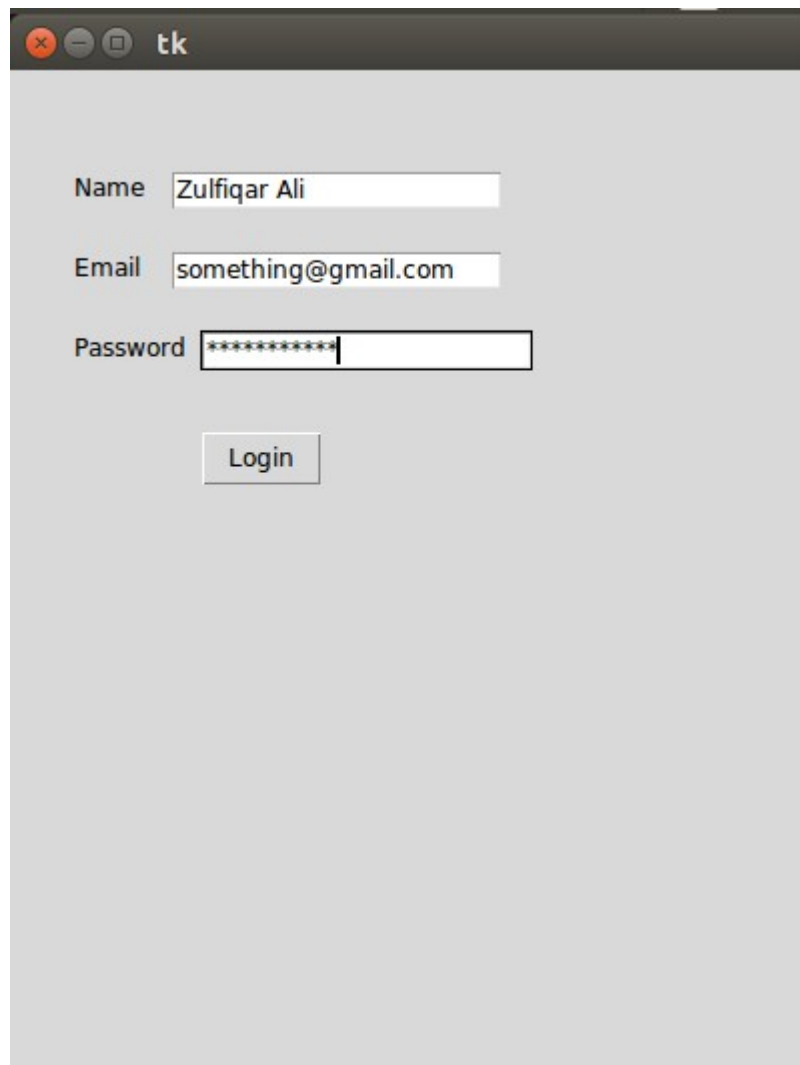 tk
Name Zulfiqar Ali
Email something@gmail.com
Password ***********
Login